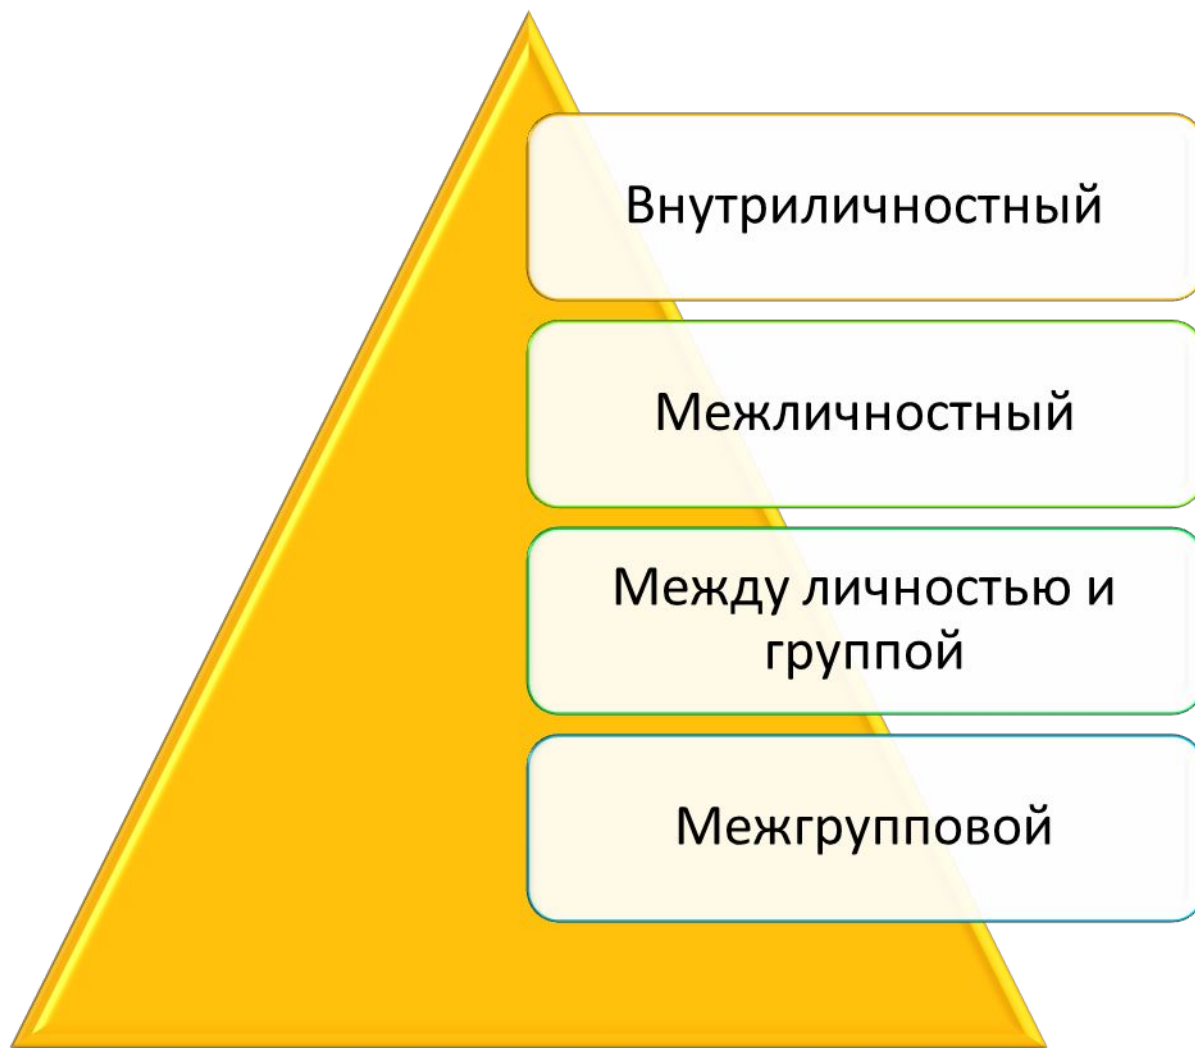 Внутриличностный
Межличностный
Между личностью и
группой
Межгрупповой